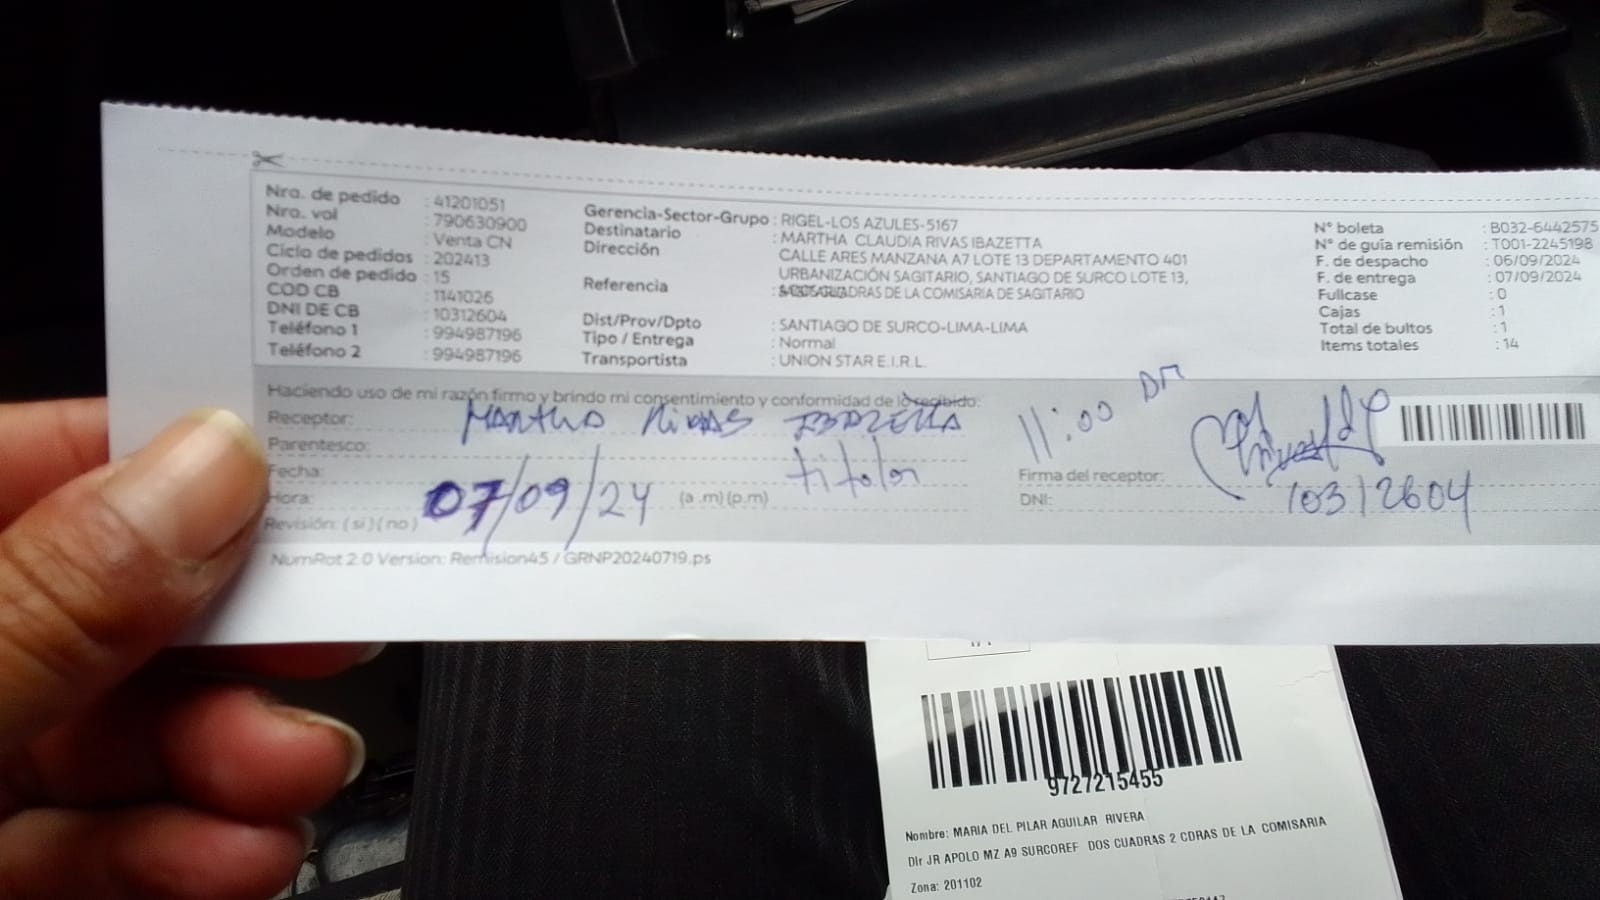 Nro. de pedido : 41201051
Nro. vol : 790630900
Modelo : Venta CN
Ciclo de pedidos : 202413
Orden de pedido : 15
COD CB : 1141026
DNI DE CB : 10312604
Teléfono 1 : 994987196
Teléfono 2 : 994987196
Gerencia-Sector-Grupo : RIGEL-LOS AZULES-5167
Destinatario : MARTHA CLAUDIA RIVAS IBAZETTA
Dirección CALLE ARES MANZANA A7 LOTE 13 DEPARTAMENTO 401
URBANIZACIÓN SAGITARIO, SANTIAGO DE SURCO LOTE 13,
Referencia : CUADRAS DE LA COMISARIA DE SAGITARIO
Dist/Prov/Dpto : SANTIAGO DE SURCO-LIMA-LIMA
Tipo / Entrega : Normal
Transportista : UNION STAR E.I.R.L.
N° boleta : B032-6442575
N° de guía remisión : T001-2245198
F. de despacho : 06/09/2024
F. de entrega : 07/09/2024
Fullcase : 0
Cajas : 1
Total de bultos : 1
Items totales : 14
Haciendo uso de mi razón firmo y brindo mi consentimiento y conformidad de lo recibido:
Receptor: Martha Rivas Ibazetta
Parentesco: titular
Fecha: 07/09/24
Hora: (a .m) (p.m)
Revisión: ( si ) ( no )
11:00
Firma del receptor:
DNI: 10312604
NumRot 2.0 Version: Remision45 / GRNP20240719.ps
9727215455
Nombre: MARIA DEL PILAR AGUILAR RIVERA
DIr JR APOLO MZ A9 SURCOREF DOS CUADRAS 2 CDRAS DE LA COMISARIA
Zona: 201102